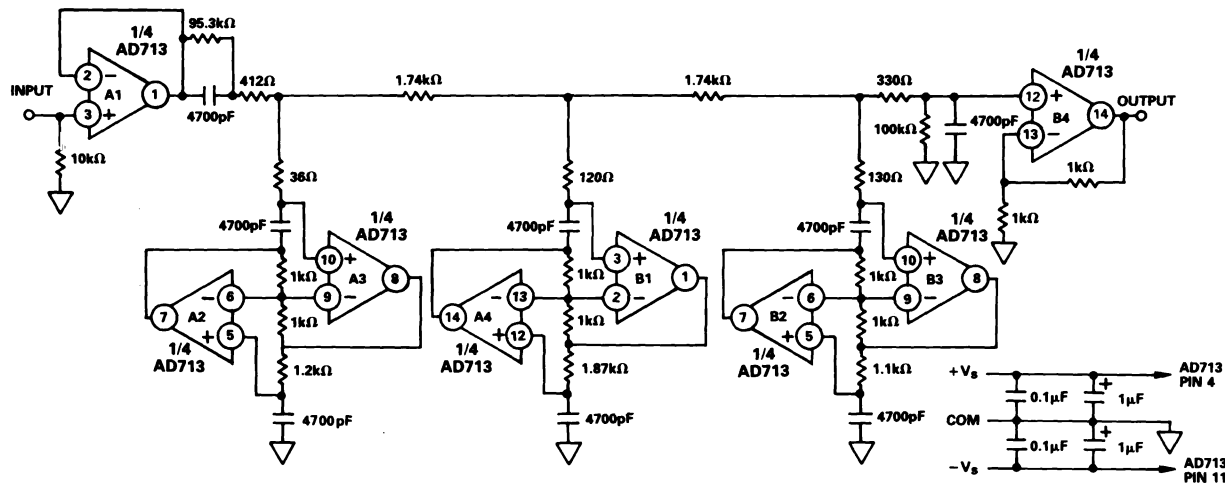 1/4
AD713
95.3kΩ
2
−
A1
1
3
+
INPUT
10kΩ
4700pF
412Ω
1.74kΩ
1.74kΩ
330Ω
100kΩ
4700pF
1/4
AD713
12
+
B4
14
13
−
OUTPUT
1kΩ
1kΩ
36Ω
4700pF
1/4
AD713
10
+
A3
8
9
−
1kΩ
1kΩ
−
6
A2
7
+
5
1/4
AD713
1.2kΩ
4700pF
120Ω
4700pF
1/4
AD713
3
+
B1
1
2
−
1kΩ
1kΩ
−
13
A4
14
+
12
1/4
AD713
1.87kΩ
4700pF
130Ω
4700pF
1/4
AD713
10
+
B3
8
9
−
1kΩ
1kΩ
−
6
B2
7
+
5
1/4
AD713
1.1kΩ
4700pF
+VS
0.1µF
+
1µF
AD713
PIN 4
COM
0.1µF
+
1µF
−VS
AD713
PIN 11